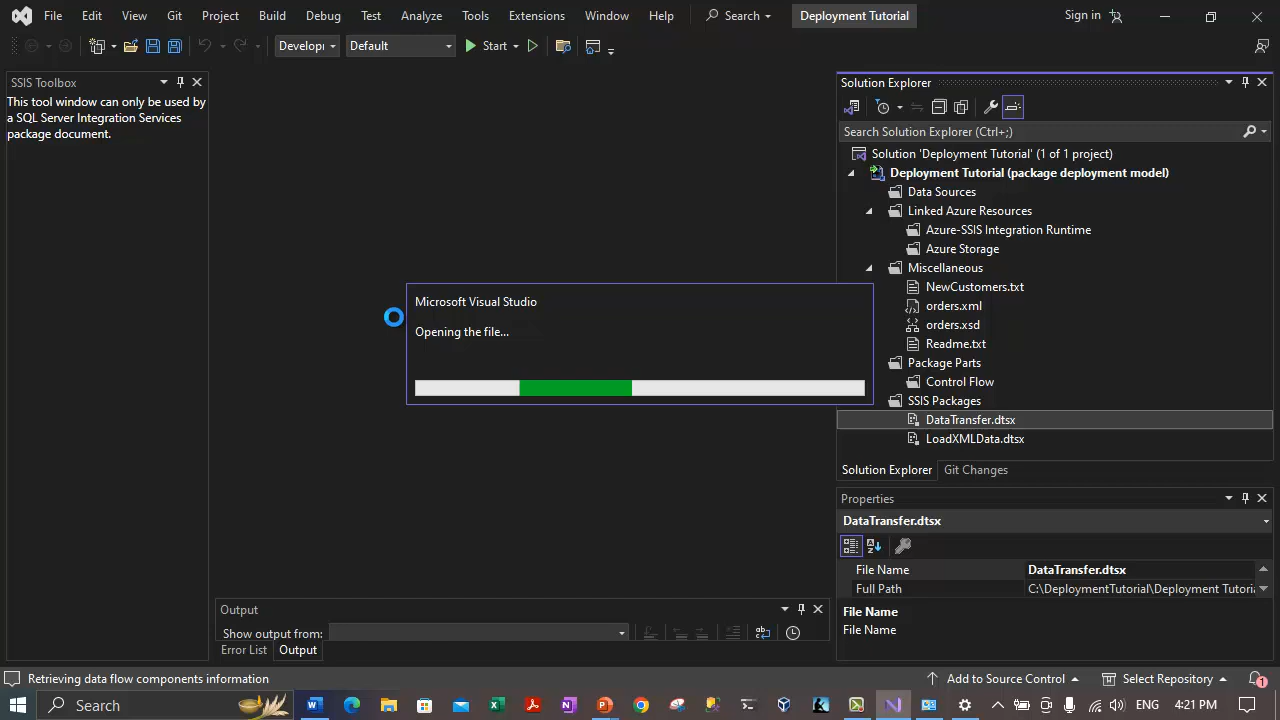 File Edit View Git Project Build Debug Test Analyze Tools Extensions Window Help Search Deployment Tutorial Sign in
Develop Default Start
SSIS Toolbox
This tool window can only be used by
a SQL Server Integration Services
package document.
Microsoft Visual Studio
Opening the file...
Solution Explorer
Search Solution Explorer (Ctrl+;)
Solution 'Deployment Tutorial' (1 of 1 project)
Deployment Tutorial (package deployment model)
Data Sources
Linked Azure Resources
Azure-SSIS Integration Runtime
Azure Storage
Miscellaneous
NewCustomers.txt
orders.xml
orders.xsd
Readme.txt
Package Parts
Control Flow
SSIS Packages
DataTransfer.dtsx
LoadXMLData.dtsx
Solution Explorer Git Changes
Properties
DataTransfer.dtsx
File Name DataTransfer.dtsx
Full Path C:\DeploymentTutorial\Deployment Tutoria
File Name
File Name
Output
Show output from:
Error List Output
Retrieving data flow components information Add to Source Control Select Repository 1
Search ENG 4:21 PM